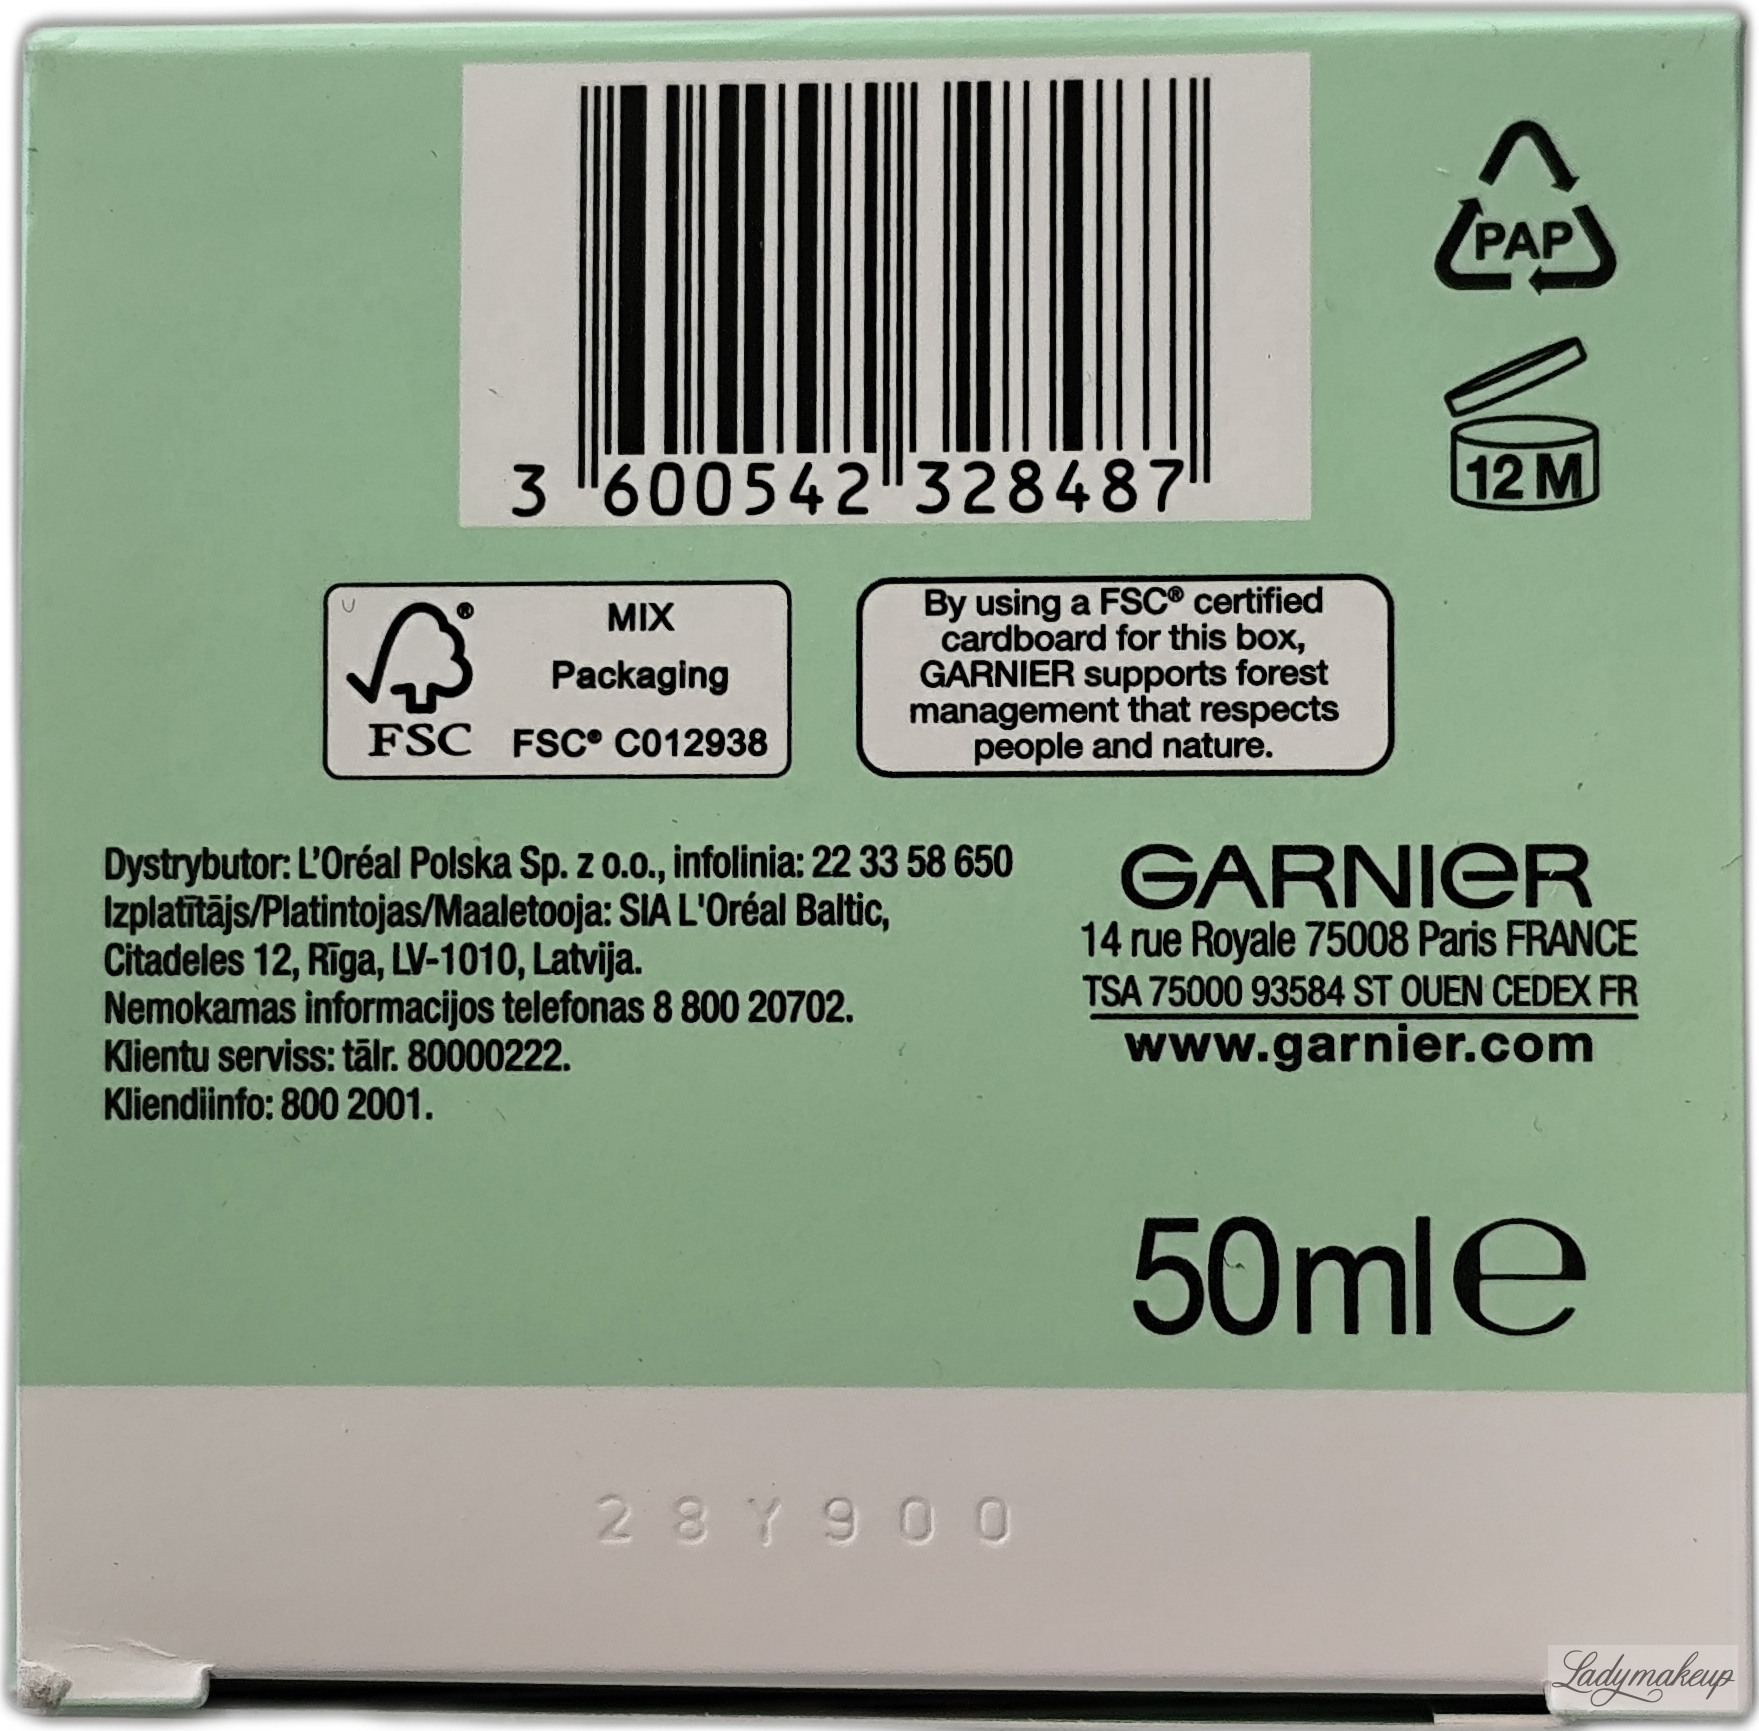 3 600542 328487
PAP
12 M
MIX
Packaging
FSC® C012938
®
FSC
By using a FSC® certified
cardboard for this box,
GARNIER supports forest
management that respects
people and nature.
Dystrybutor: L'Oréal Polska Sp. z o.o., infolinia: 22 33 58 650
Izplatītājs/Platintojas/Maaletooja: SIA L'Oréal Baltic,
Citadeles 12, Rīga, LV-1010, Latvija.
Nemokamas informacijos telefonas 8 800 20702.
Klientu serviss: tālr. 80000222.
Kliendiinfo: 800 2001.
GARNIER
14 rue Royale 75008 Paris FRANCE
TSA 75000 93584 ST OUEN CEDEX FR
www.garnier.com
50ml e
28Y900
Ladymakeup